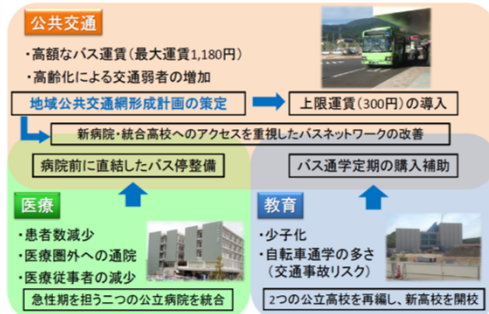 公共交通
・高額なバス運賃（最大運賃1,180円）
・高齢化による交通弱者の増加
地域公共交通網形成計画の策定
上限運賃（300円）の導入
新病院・統合高校へのアクセスを重視したバスネットワークの改善
病院前に直結したバス停整備
バス通学定期の購入補助
医療
・患者数減少
・医療圏外への通院
・医療従事者の減少
急性期を担う二つの公立病院を統合
教育
・少子化
・自転車通学の多さ
（交通事故リスク）
2つの公立高校を再編し、新高校を開校